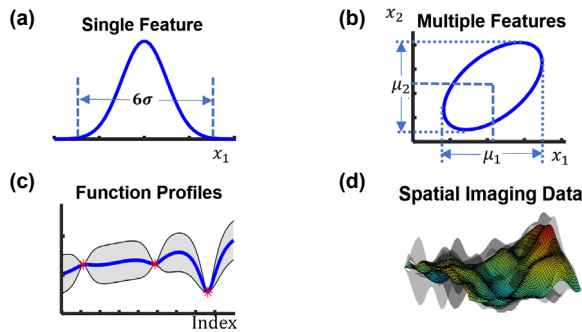 (a)
Single Feature
6σ
x₁
(b)
Multiple Features
x₂
μ₂
μ₁
x₁
(c)
Function Profiles
Index
(d)
Spatial Imaging Data